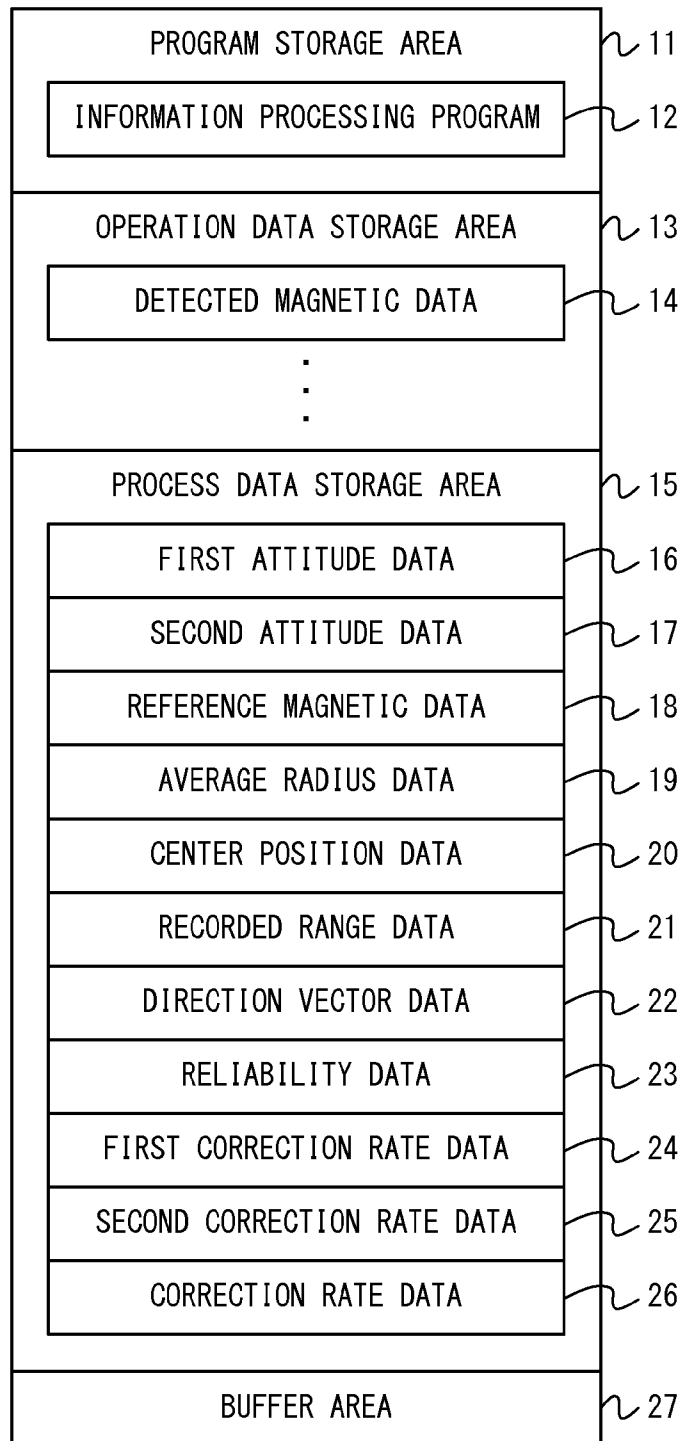 PROGRAM STORAGE AREA 11
INFORMATION PROCESSING PROGRAM 12
OPERATION DATA STORAGE AREA 13
DETECTED MAGNETIC DATA 14
PROCESS DATA STORAGE AREA 15
FIRST ATTITUDE DATA 16
SECOND ATTITUDE DATA 17
REFERENCE MAGNETIC DATA 18
AVERAGE RADIUS DATA 19
CENTER POSITION DATA 20
RECORDED RANGE DATA 21
DIRECTION VECTOR DATA 22
RELIABILITY DATA 23
FIRST CORRECTION RATE DATA 24
SECOND CORRECTION RATE DATA 25
CORRECTION RATE DATA 26
BUFFER AREA 27